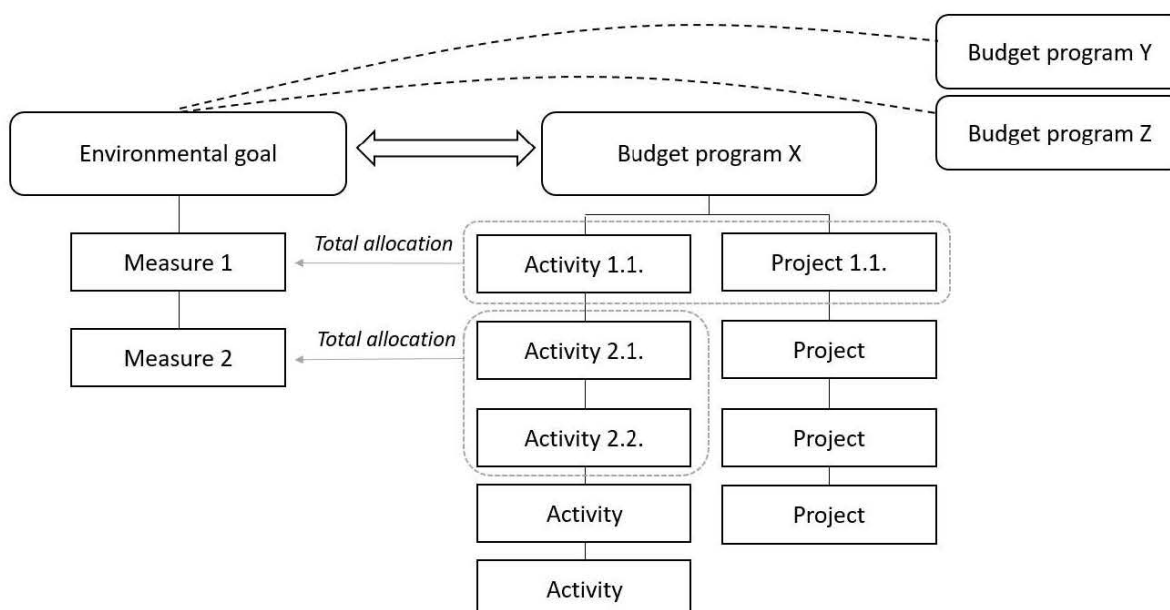 Budget program Y
Budget program Z
Environmental goal
Budget program X
Total allocation
Measure 1
Activity 1.1.
Project 1.1.
Total allocation
Measure 2
Activity 2.1.
Project
Activity 2.2.
Project
Activity
Project
Activity